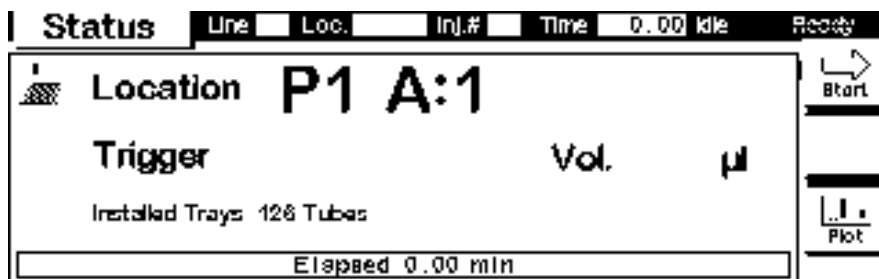 Status Line Loc. Inj.# Time 0.00 Idle Ready
Location P1 A:1
Start
Trigger Vol. µl
Installed Trays 126 Tubes
Plot
Elapsed 0.00 min